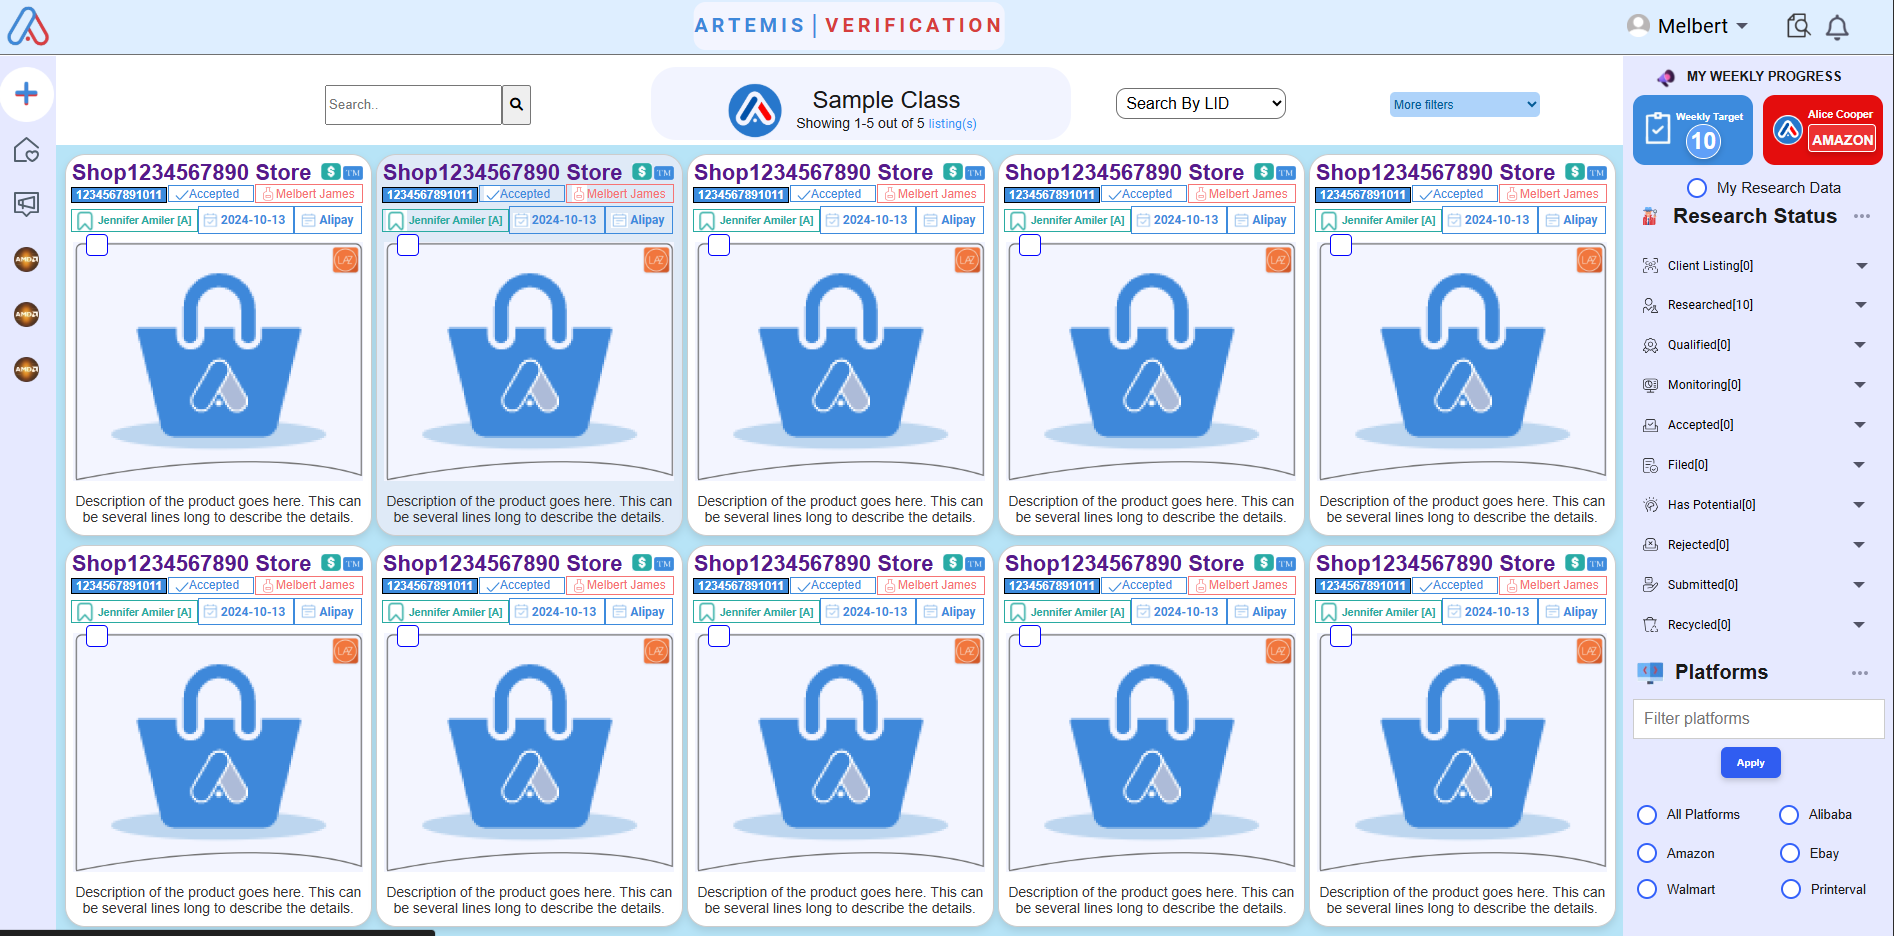 ARTEMIS | VERIFICATION
Melbert
Search..
Sample Class
Showing 1-5 out of 5 listing(s)
Search By LID
More filters
Shop1234567890 Store $ TM
1234567891011 Accepted Melbert James
Jennifer Amiler [A] 2024-10-13 Alipay
LAZ
Description of the product goes here. This can
be several lines long to describe the details.
Shop1234567890 Store $ TM
1234567891011 Accepted Melbert James
Jennifer Amiler [A] 2024-10-13 Alipay
LAZ
Description of the product goes here. This can
be several lines long to describe the details.
Shop1234567890 Store $ TM
1234567891011 Accepted Melbert James
Jennifer Amiler [A] 2024-10-13 Alipay
LAZ
Description of the product goes here. This can
be several lines long to describe the details.
Shop1234567890 Store $ TM
1234567891011 Accepted Melbert James
Jennifer Amiler [A] 2024-10-13 Alipay
LAZ
Description of the product goes here. This can
be several lines long to describe the details.
Shop1234567890 Store $ TM
1234567891011 Accepted Melbert James
Jennifer Amiler [A] 2024-10-13 Alipay
LAZ
Description of the product goes here. This can
be several lines long to describe the details.
Shop1234567890 Store $ TM
1234567891011 Accepted Melbert James
Jennifer Amiler [A] 2024-10-13 Alipay
LAZ
Description of the product goes here. This can
be several lines long to describe the details.
Shop1234567890 Store $ TM
1234567891011 Accepted Melbert James
Jennifer Amiler [A] 2024-10-13 Alipay
LAZ
Description of the product goes here. This can
be several lines long to describe the details.
Shop1234567890 Store $ TM
1234567891011 Accepted Melbert James
Jennifer Amiler [A] 2024-10-13 Alipay
LAZ
Description of the product goes here. This can
be several lines long to describe the details.
Shop1234567890 Store $ TM
1234567891011 Accepted Melbert James
Jennifer Amiler [A] 2024-10-13 Alipay
LAZ
Description of the product goes here. This can
be several lines long to describe the details.
Shop1234567890 Store $ TM
1234567891011 Accepted Melbert James
Jennifer Amiler [A] 2024-10-13 Alipay
LAZ
Description of the product goes here. This can
be several lines long to describe the details.
MY WEEKLY PROGRESS
Weekly Target
10
Alice Cooper
AMAZON
My Research Data
Research Status
Client Listing[0]
Researched[10]
Qualified[0]
Monitoring[0]
Accepted[0]
Filed[0]
Has Potential[0]
Rejected[0]
Submitted[0]
Recycled[0]
Platforms
Filter platforms
Apply
All Platforms
Alibaba
Amazon
Ebay
Walmart
Printerval